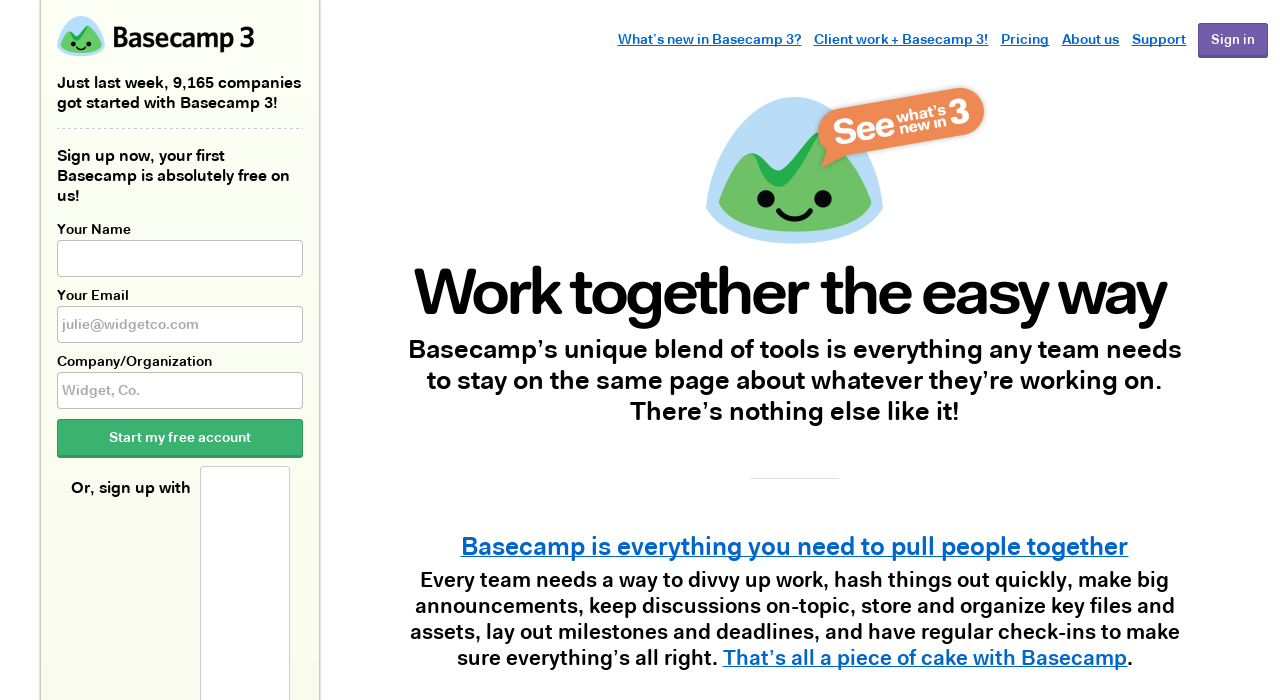 Basecamp 3
Just last week, 9,165 companies
got started with Basecamp 3!
Sign up now, your first
Basecamp is absolutely free on
us!
Your Name
Your Email
julie@widgetco.com
Company/Organization
Widget, Co.
Start my free account
Or, sign up with
What's new in Basecamp 3? Client work + Basecamp 3! Pricing About us Support Sign in
See what's new in 3
Work together the easy way
Basecamp's unique blend of tools is everything any team needs
to stay on the same page about whatever they're working on.
There's nothing else like it!
Basecamp is everything you need to pull people together
Every team needs a way to divvy up work, hash things out quickly, make big
announcements, keep discussions on-topic, store and organize key files and
assets, lay out milestones and deadlines, and have regular check-ins to make
sure everything's all right. That's all a piece of cake with Basecamp.